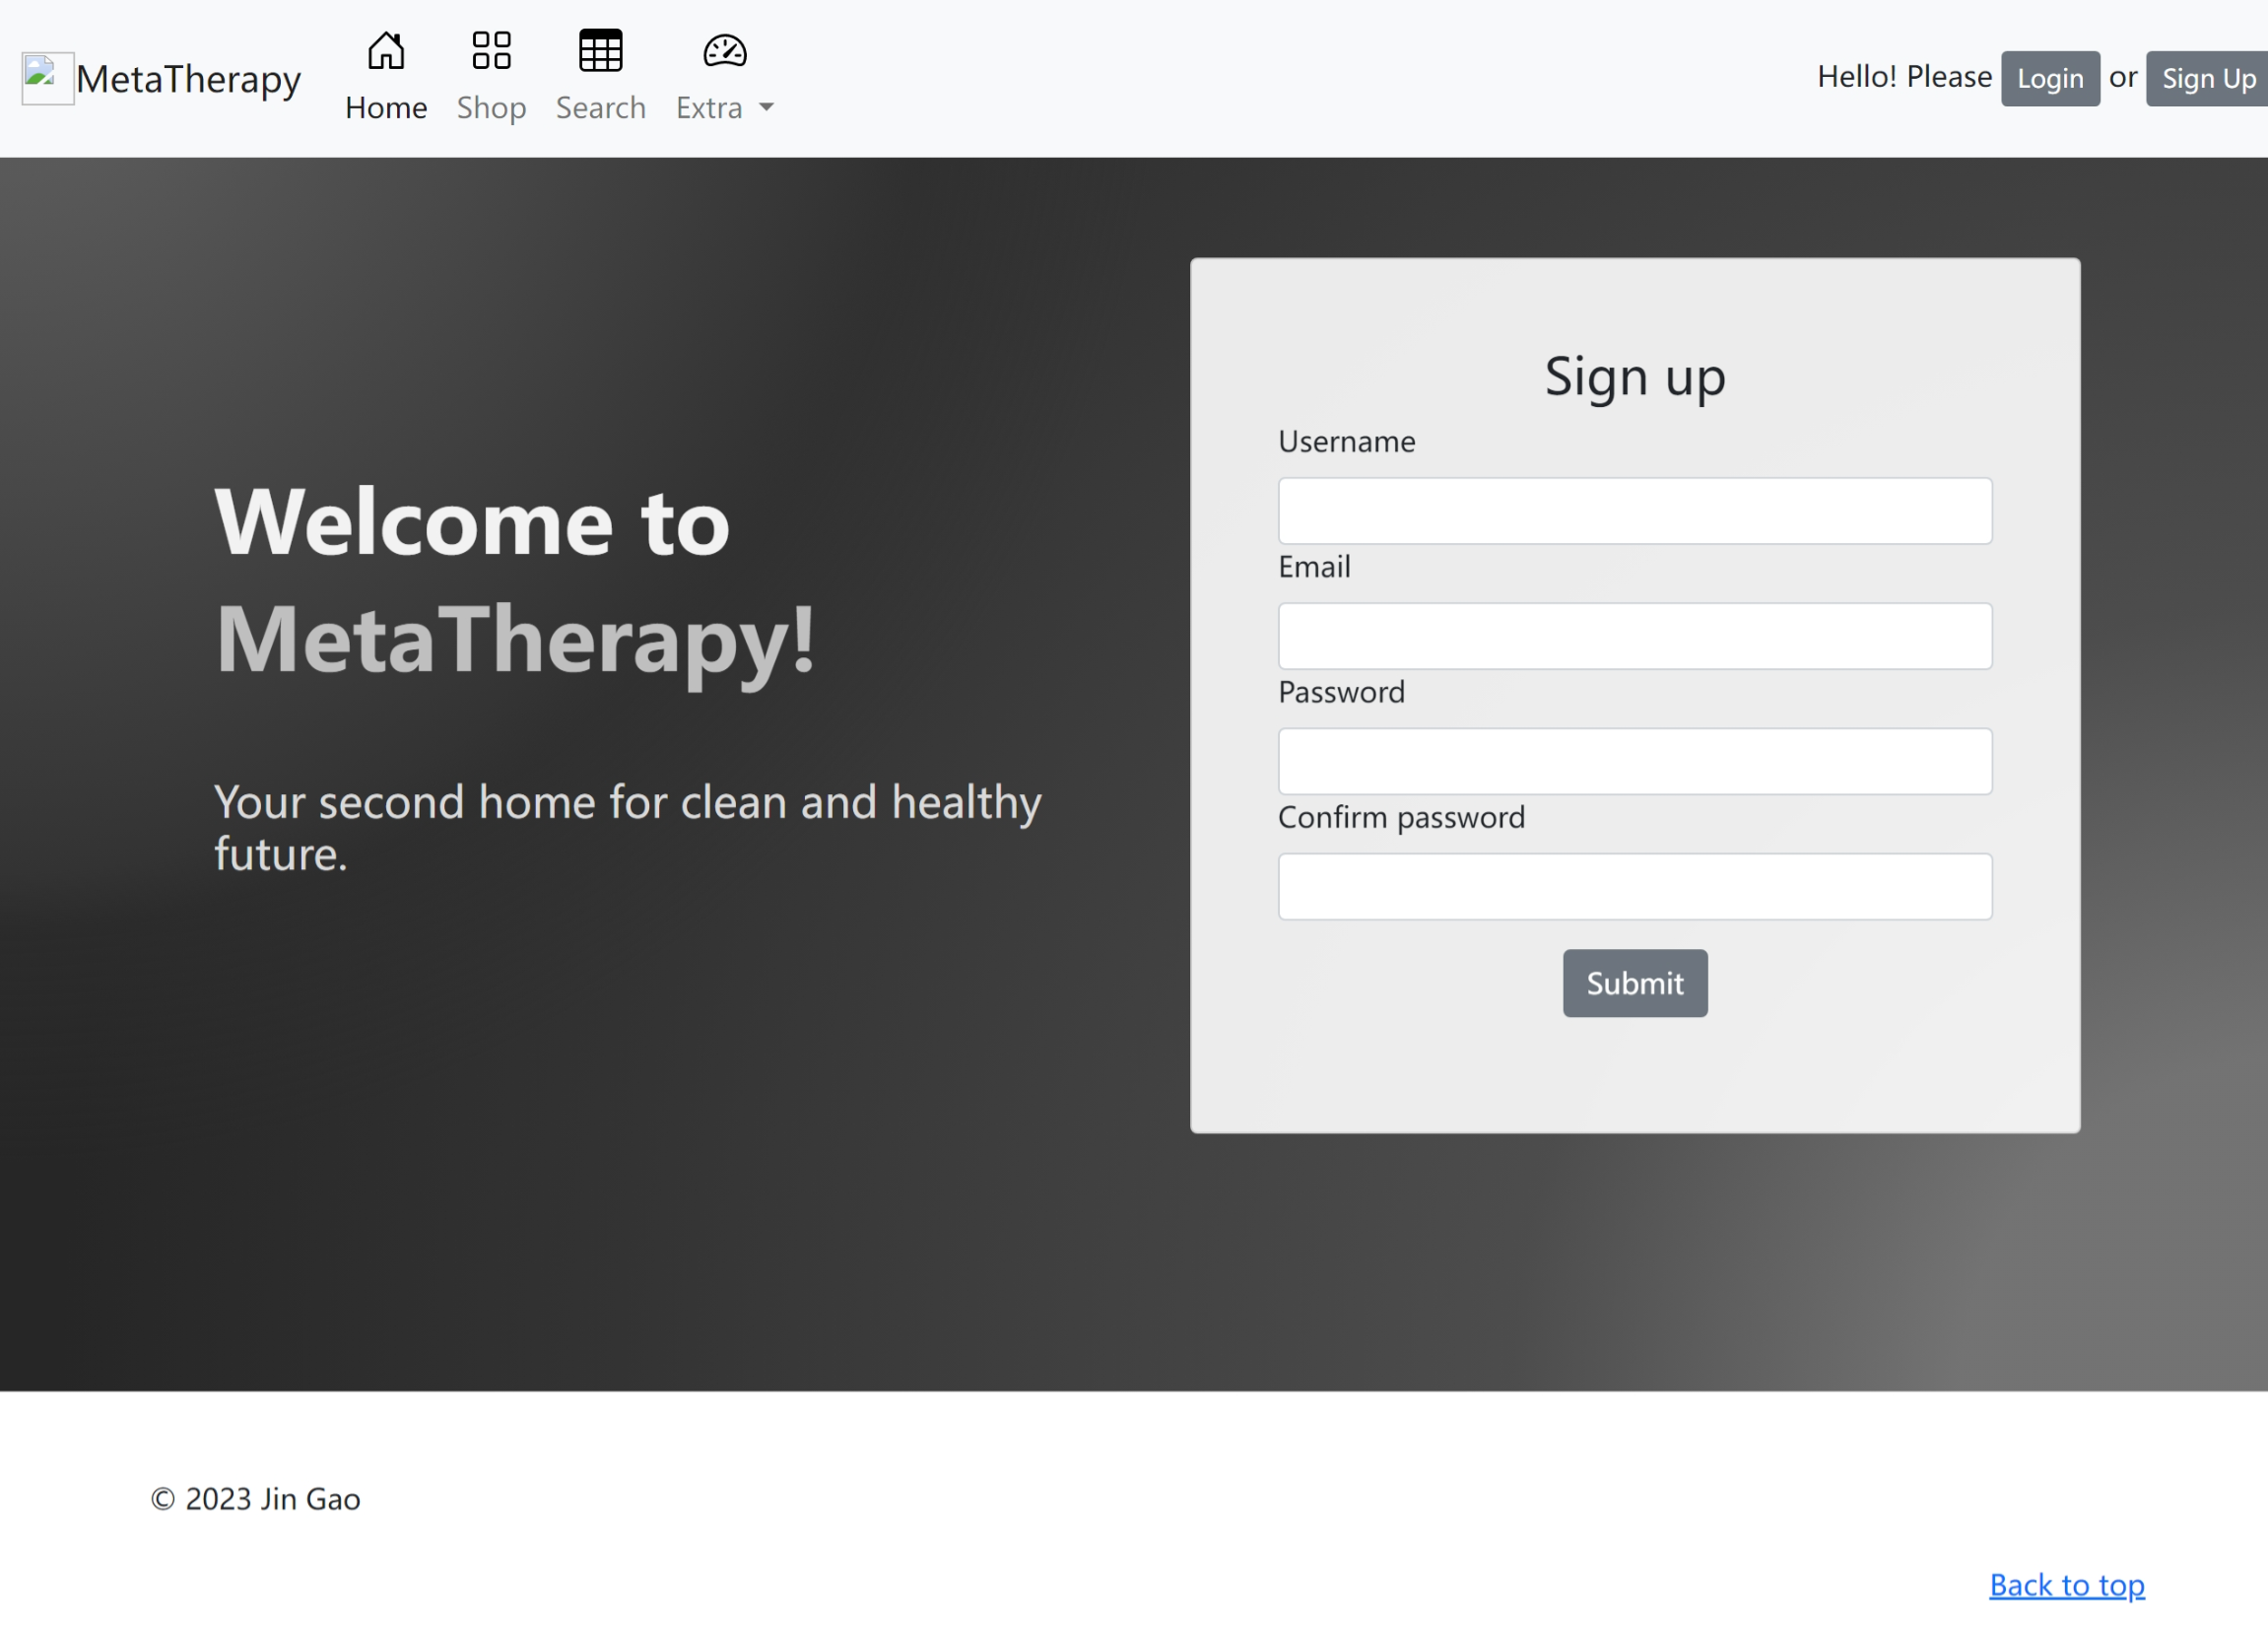 MetaTherapy
Home
Shop
Search
Extra
Hello! Please Login or Sign Up
Welcome to
MetaTherapy!
Your second home for clean and healthy
future.
Sign up
Username
Email
Password
Confirm password
Submit
© 2023 Jin Gao
Back to top